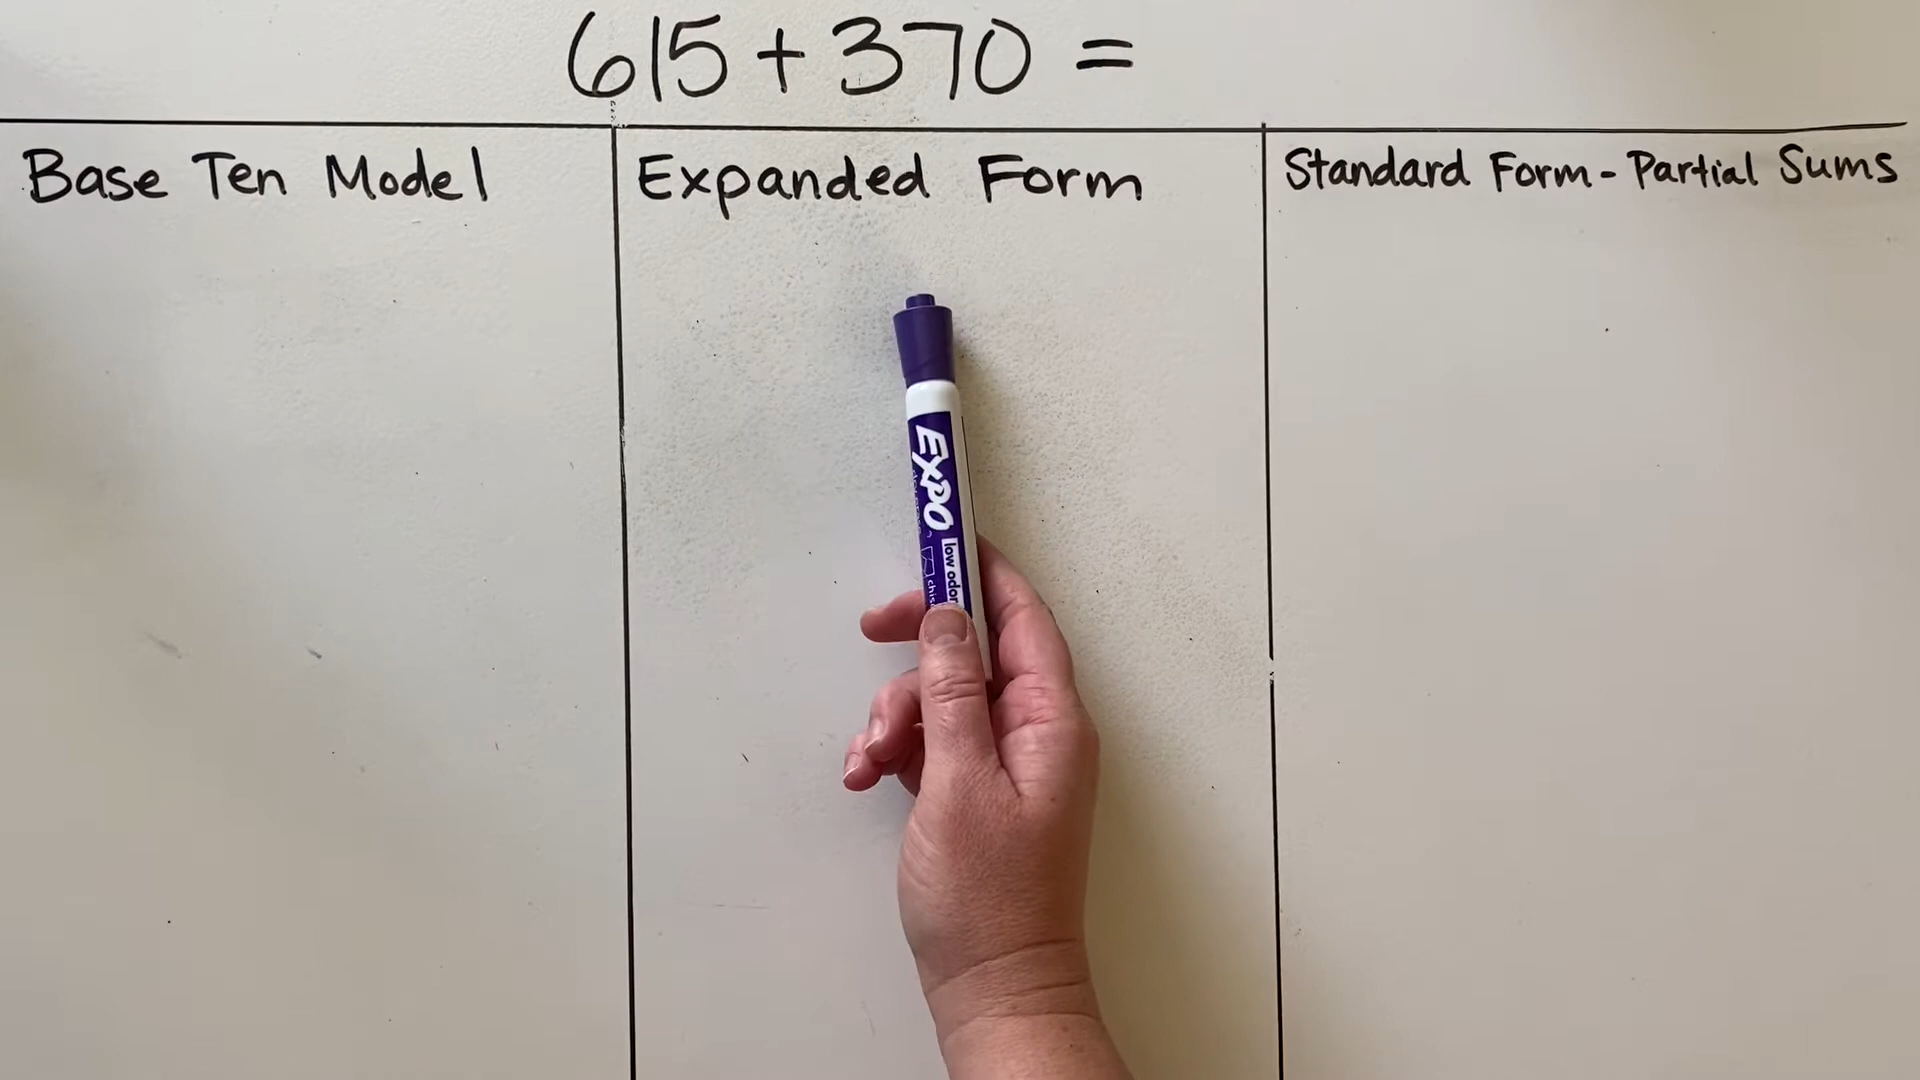 615 + 370 =
Base Ten Model
Expanded Form
Standard Form - Partial Sums
EXPO
low odor